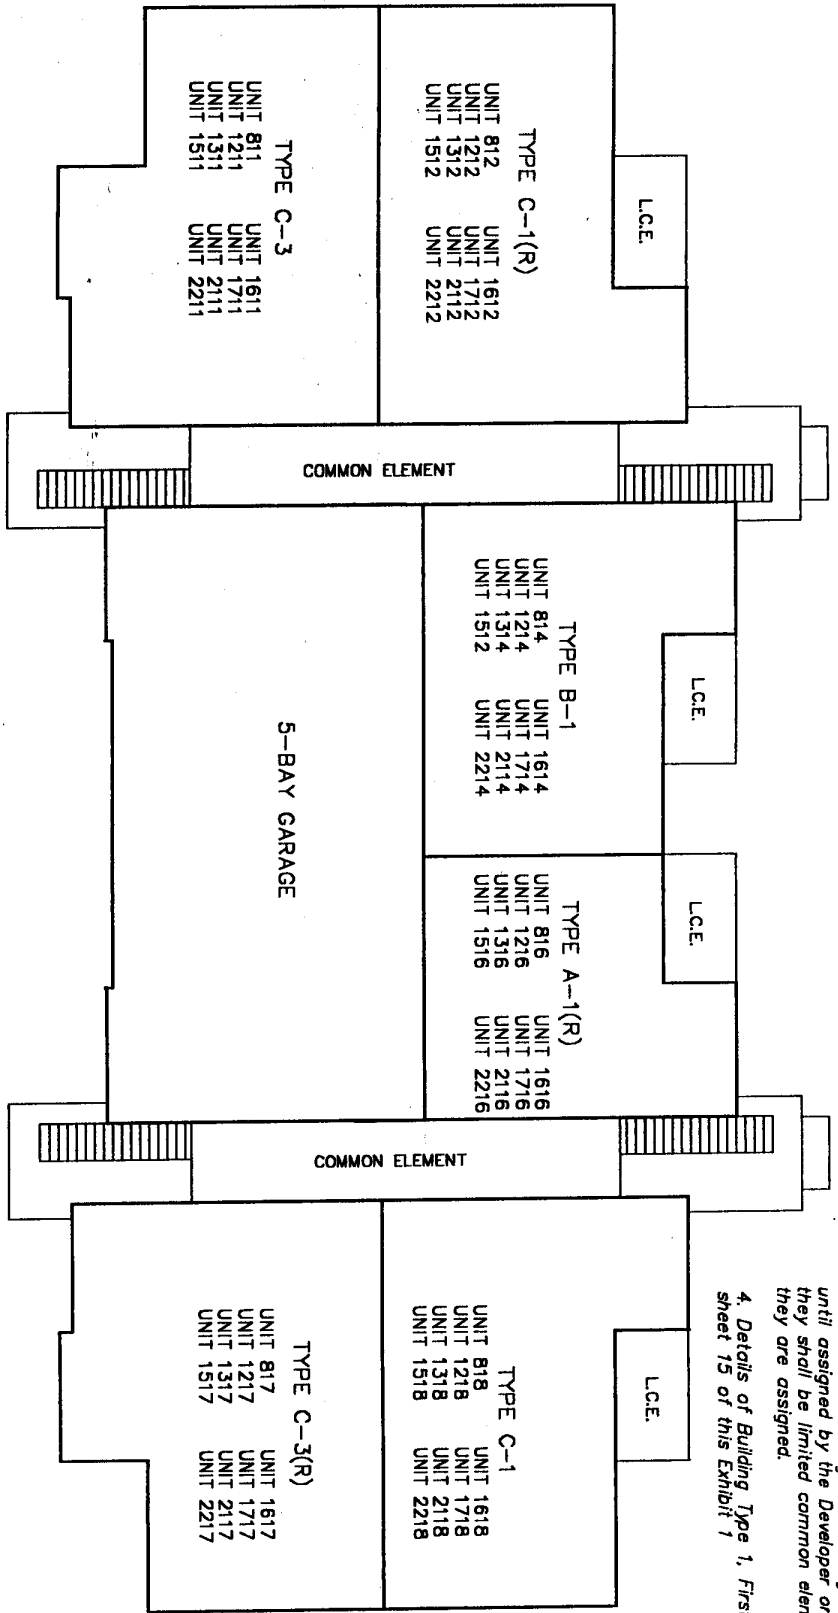 until assigned by the Developer or
they shall be limited common
they are assigned.
4. Details of Building Type 1,
sheet 15 of this Exhibit 1
L.C.E.
TYPE C-1(R)
UNIT 812 UNIT 1612
UNIT 1212 UNIT 1712
UNIT 1312 UNIT 2112
UNIT 1512 UNIT 2212
TYPE C-3
UNIT 811 UNIT 1611
UNIT 1211 UNIT 1711
UNIT 1311 UNIT 2111
UNIT 1511 UNIT 2211
COMMON ELEMENT
L.C.E.
TYPE B-1
UNIT 814 UNIT 1614
UNIT 1214 UNIT 1714
UNIT 1314 UNIT 2114
UNIT 1512 UNIT 2214
L.C.E.
TYPE A-1(R)
UNIT 816 UNIT 1616
UNIT 1216 UNIT 1716
UNIT 1316 UNIT 2116
UNIT 1516 UNIT 2216
5-BAY GARAGE
COMMON ELEMENT
L.C.E.
TYPE C-1
UNIT 818 UNIT 1618
UNIT 1218 UNIT 1718
UNIT 1318 UNIT 2118
UNIT 1518 UNIT 2218
TYPE C-3(R)
UNIT 817 UNIT 1617
UNIT 1217 UNIT 1717
UNIT 1317 UNIT 2117
UNIT 1517 UNIT 2217